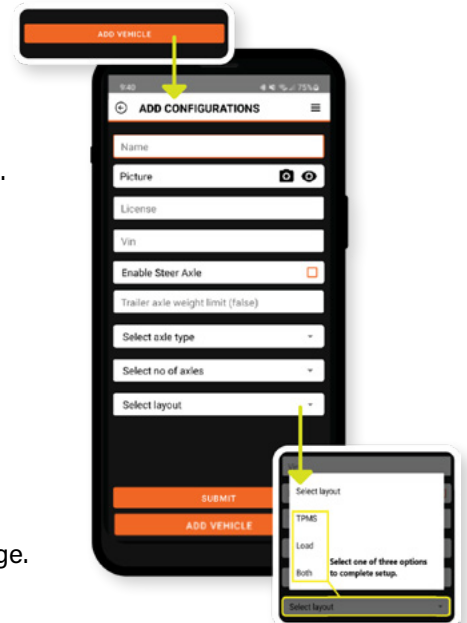 ADD VEHICLE
9:40
75%
ADD CONFIGURATIONS
Name
.
Picture
License
Vin
Enable Steer Axle
Trailer axle weight limit (false)
Select axle type
Select no of axles
Select layout
SUBMIT
ADD VEHICLE
ge.
Select layout
TPMS
Load
Both
Select one of three options
to complete setup.
Select layout